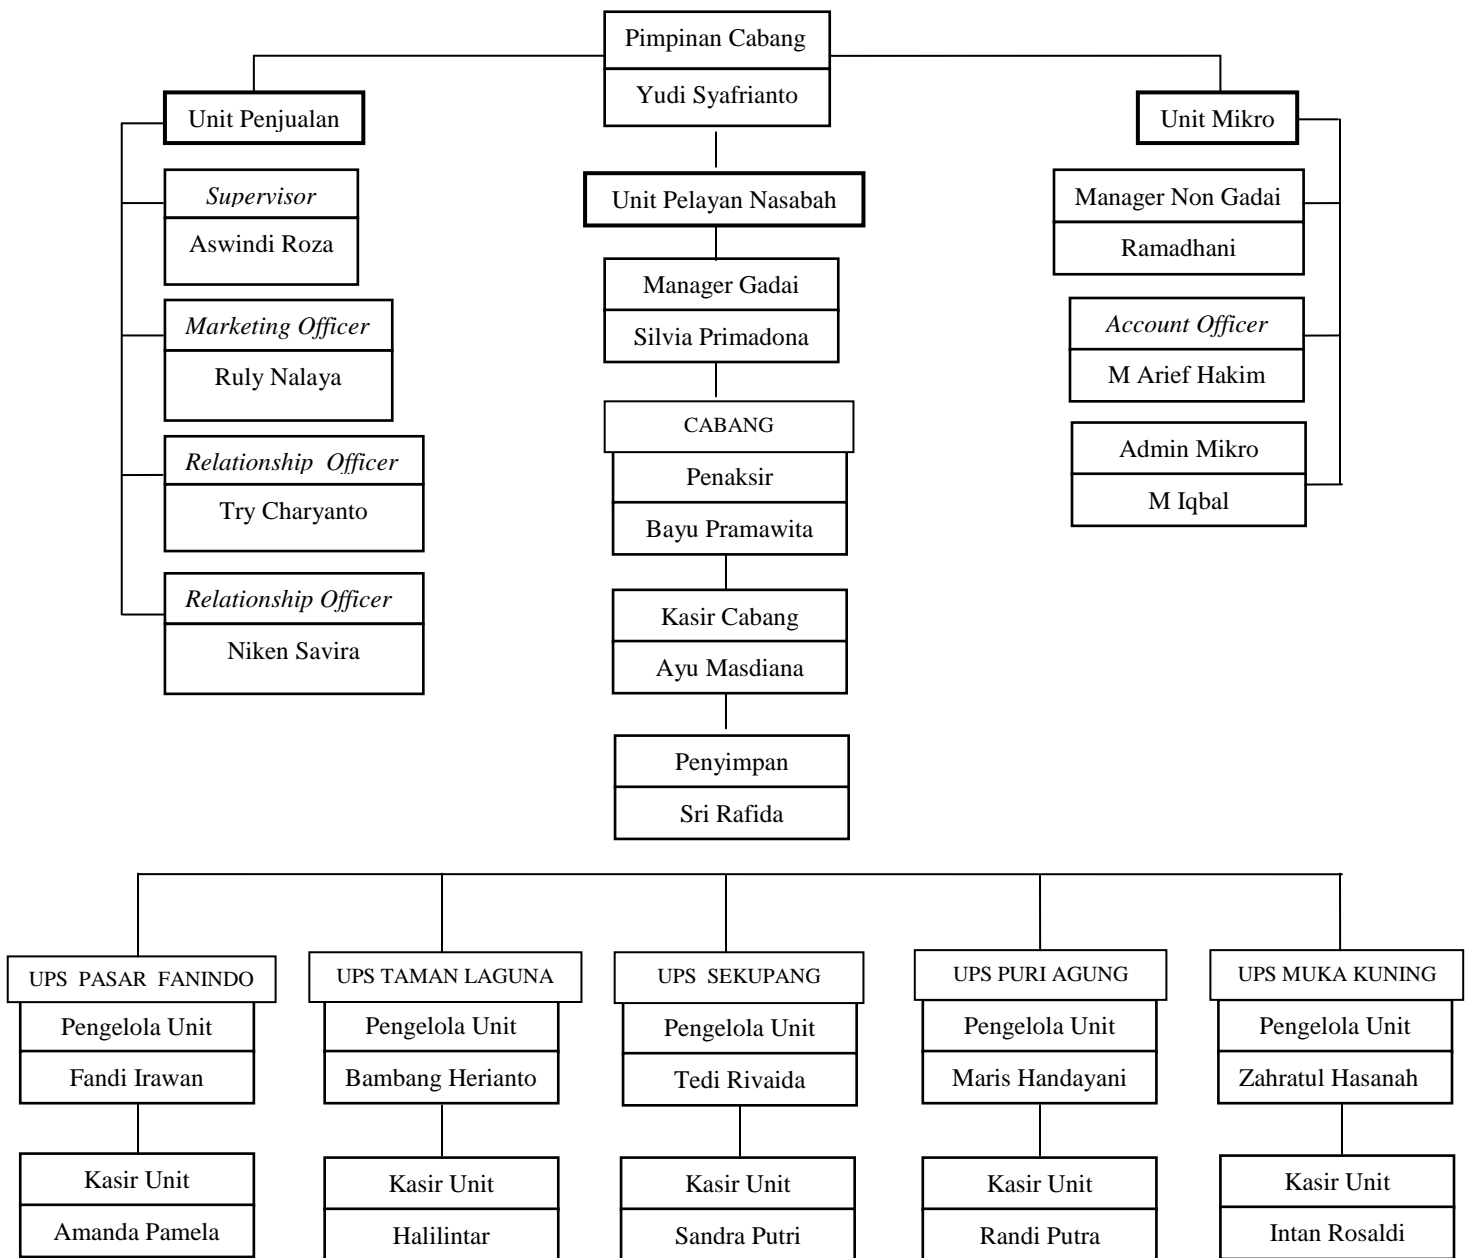 Pimpinan Cabang
Yudi Syafrianto
Unit Penjualan
Supervisor
Aswindi Roza
Marketing Officer
Ruly Nalaya
Relationship Officer
Try Charyanto
Relationship Officer
Niken Savira
Unit Pelayan Nasabah
Manager Gadai
Silvia Primadona
CABANG
Penaksir
Bayu Pramawita
Kasir Cabang
Ayu Masdiana
Penyimpan
Sri Rafida
Unit Mikro
Manager Non Gadai
Ramadhani
Account Officer
M Arief Hakim
Admin Mikro
M Iqbal
UPS PASAR FANINDO
Pengelola Unit
Fandi Irawan
Kasir Unit
Amanda Pamela
UPS TAMAN LAGUNA
Pengelola Unit
Bambang Herianto
Kasir Unit
Halilintar
UPS SEKUPANG
Pengelola Unit
Tedi Rivaida
Kasir Unit
Sandra Putri
UPS PURI AGUNG
Pengelola Unit
Maris Handayani
Kasir Unit
Randi Putra
UPS MUKA KUNING
Pengelola Unit
Zahratul Hasanah
Kasir Unit
Intan Rosaldi